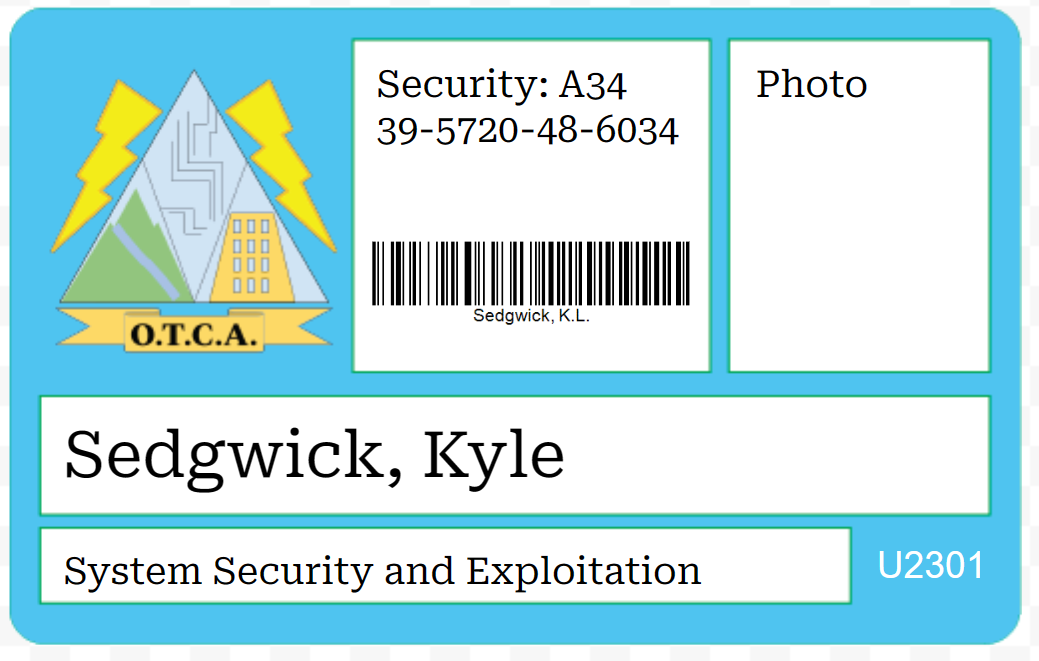 Security: A34
39-5720-48-6034
Photo
Sedgwick, K.L.
O.T.C.A.
Sedgwick, Kyle
System Security and Exploitation
U2301